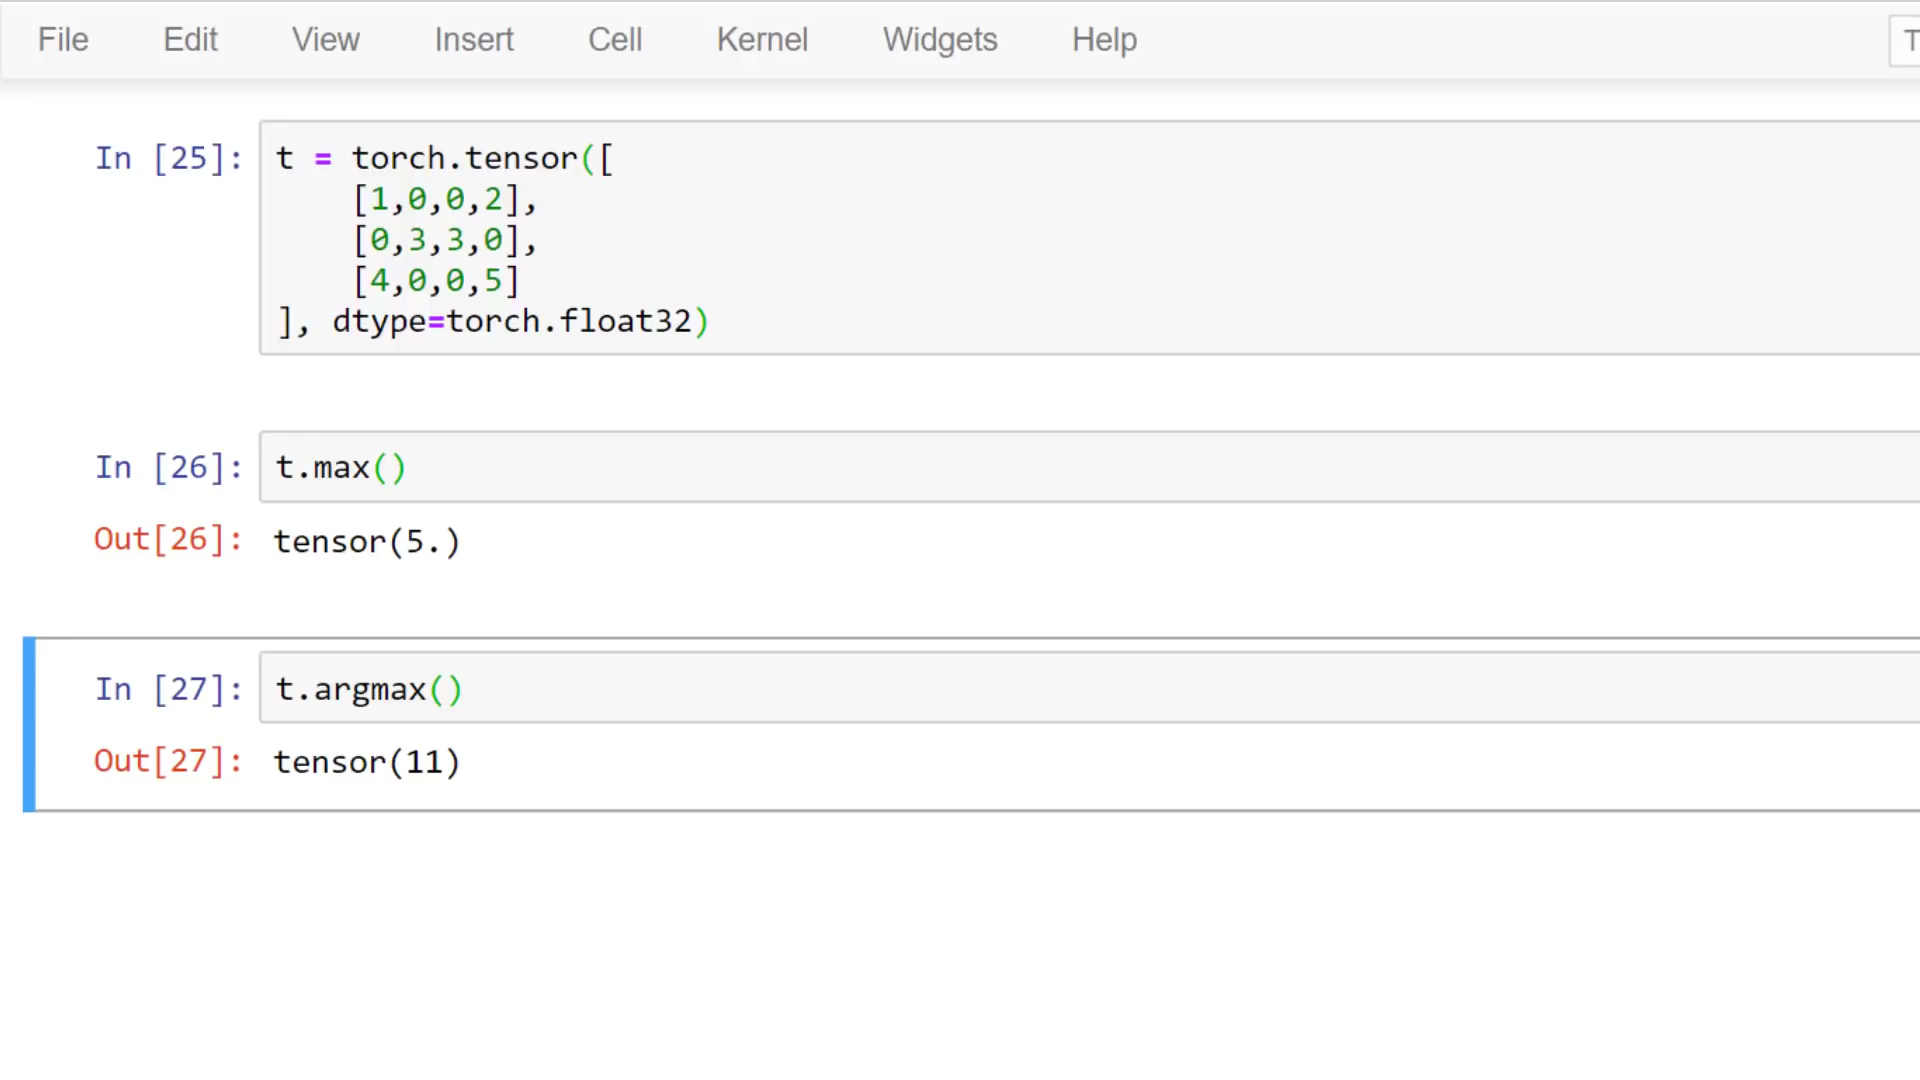 File Edit View Insert Cell Kernel Widgets Help T
In [25]: t = torch.tensor([
[1,0,0,2],
[0,3,3,0],
[4,0,0,5]
], dtype=torch.float32)
In [26]: t.max()
Out[26]: tensor(5.)
In [27]: t.argmax()
Out[27]: tensor(11)